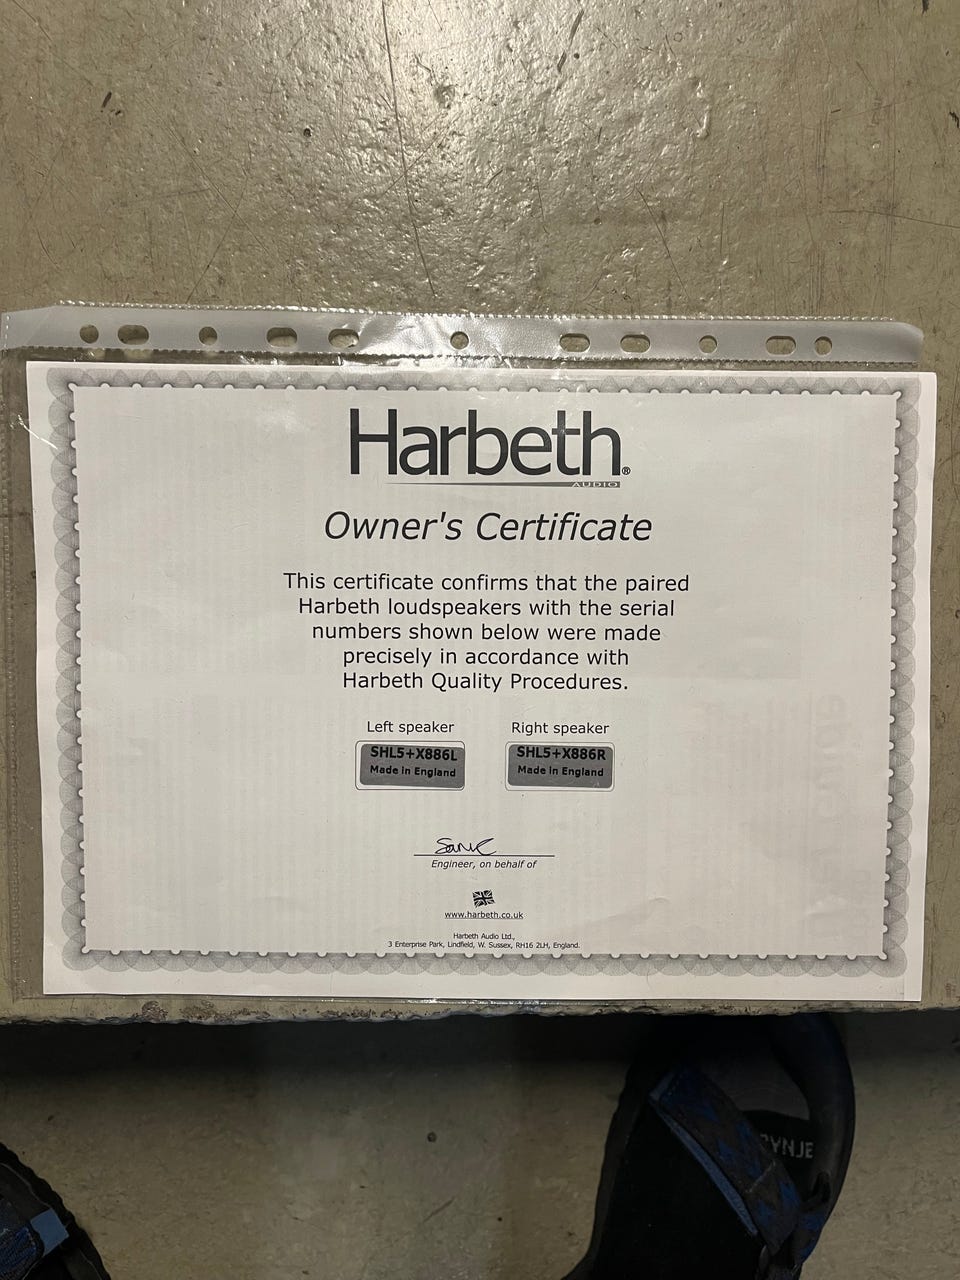 Harbeth®
AUDIO
Owner's Certificate
This certificate confirms that the paired
Harbeth loudspeakers with the serial
numbers shown below were made
precisely in accordance with
Harbeth Quality Procedures.
Left speaker
Right speaker
SHL5+X886L
Made in England
SHL5+X886R
Made in England
Engineer, on behalf of
www.harbeth.co.uk
Harbeth Audio Ltd.,
3 Enterprise Park, Lindfield, W. Sussex, RH16 2LH, England.